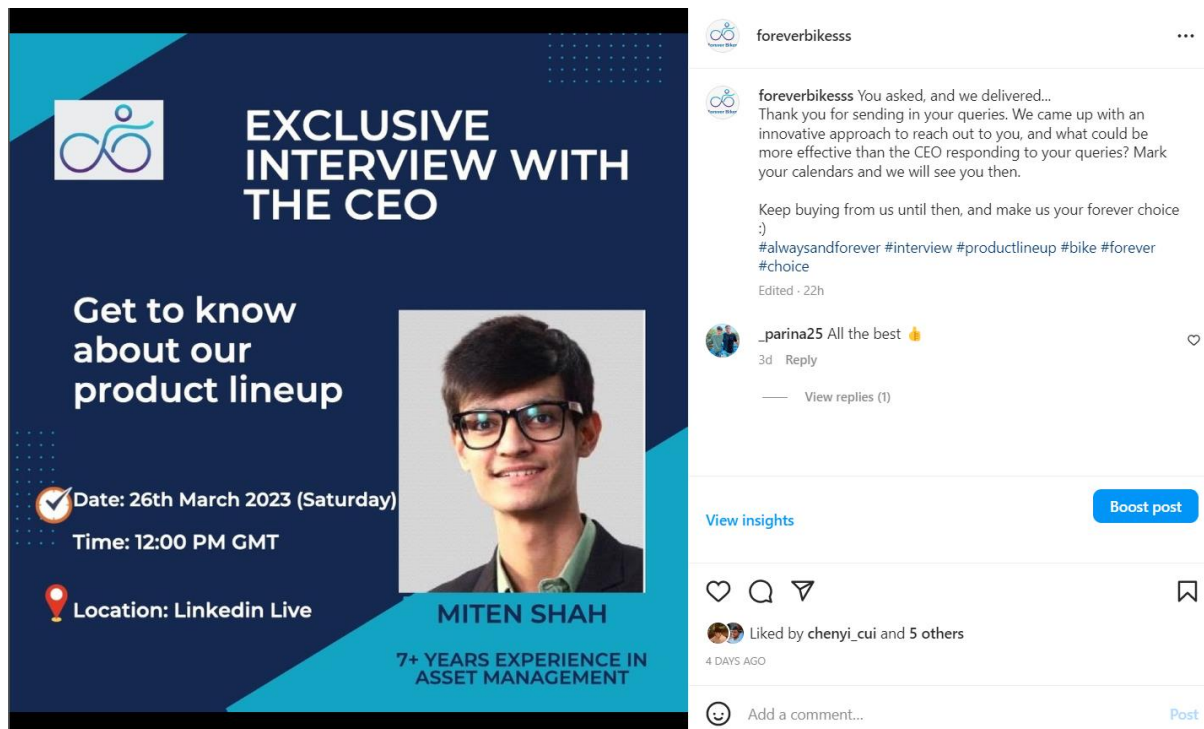 EXCLUSIVE
INTERVIEW WITH
THE CEO
Get to know
about our
product lineup
Date: 26th March 2023 (Saturday)
Time: 12:00 PM GMT
Location: Linkedin Live
MITEN SHAH
7+ YEARS EXPERIENCE IN
ASSET MANAGEMENT
foreverbikesss
foreverbikesss You asked, and we delivered...
Thank you for sending in your queries. We came up with an
innovative approach to reach out to you, and what could be
more effective than the CEO responding to your queries? Mark
your calendars and we will see you then.
Keep buying from us until then, and make us your forever choice
:)
#alwaysandforever #interview #productlineup #bike #forever
#choice
Edited · 22h
_parina25 All the best 👍
3d Reply
View replies (1)
View insights
Boost post
Liked by chenyi_cui and 5 others
4 DAYS AGO
Add a comment...
Post